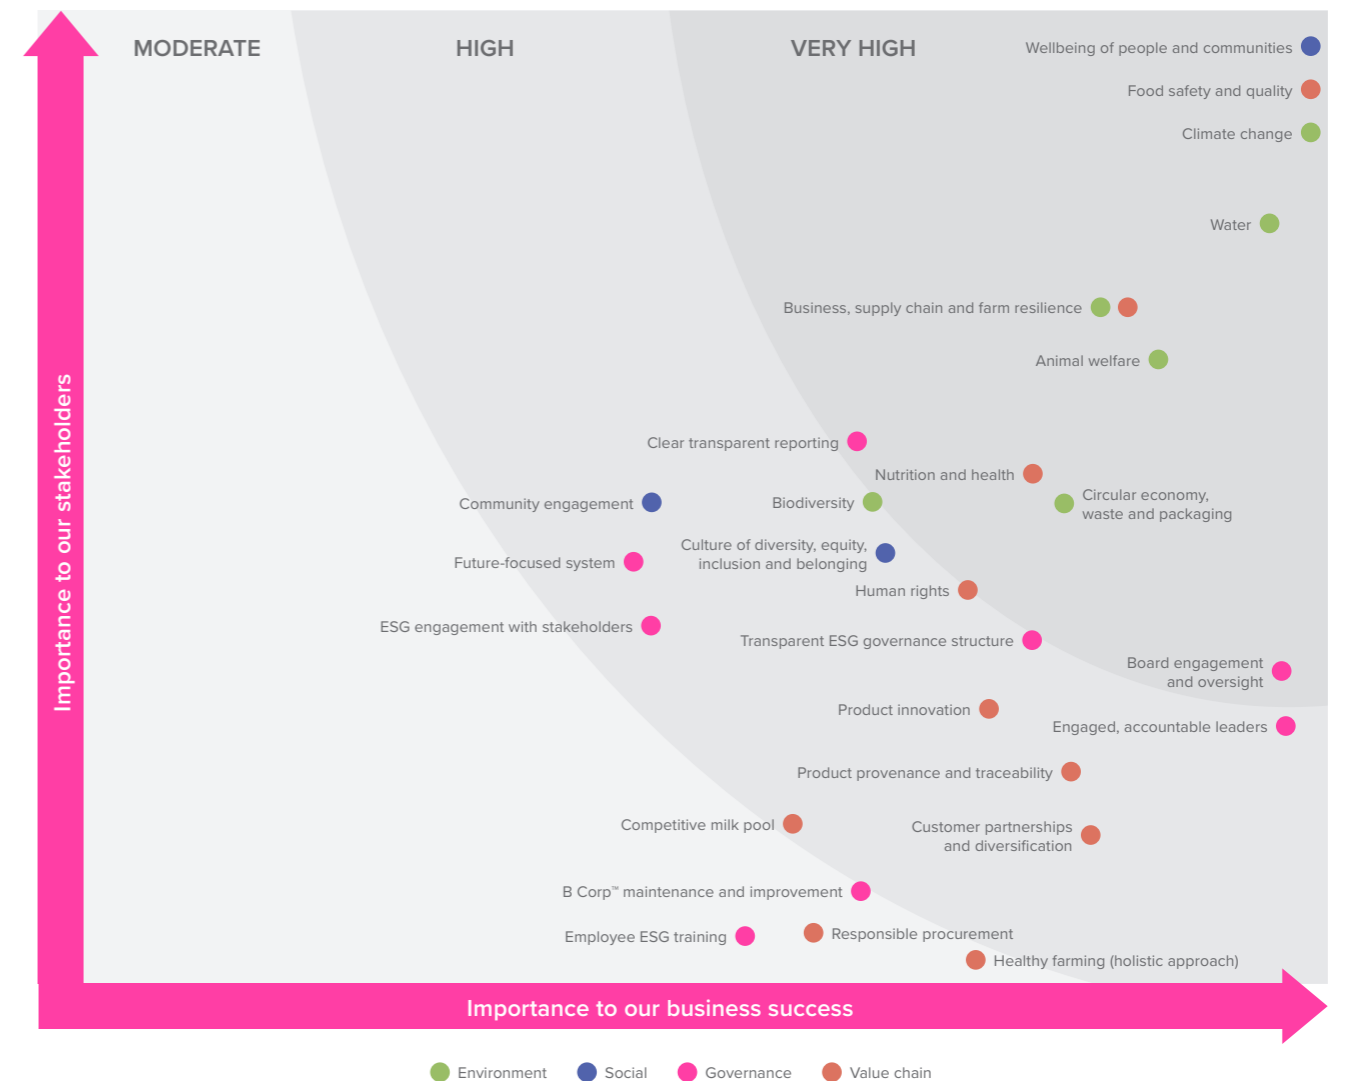 MODERATE
HIGH
VERY HIGH
Wellbeing of people and communities
Food safety and quality
Climate change
Water
Business, supply chain and farm resilience
Animal welfare
Clear transparent reporting
Nutrition and health
Community engagement
Biodiversity
Circular economy,
waste and packaging
Culture of diversity, equity,
inclusion and belonging
Future-focused system
Human rights
ESG engagement with stakeholders
Transparent ESG governance structure
Board engagement
and oversight
Product innovation
Engaged, accountable leaders
Product provenance and traceability
Competitive milk pool
Customer partnerships
and diversification
B Corp™ maintenance and improvement
Employee ESG training
Responsible procurement
Healthy farming (holistic approach)
Importance to our stakeholders
Importance to our business success
Environment
Social
Governance
Value chain